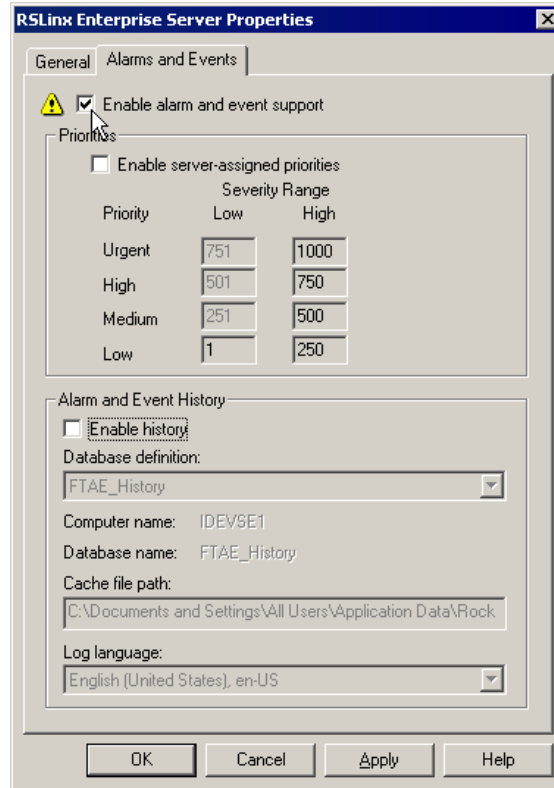 RSLinx Enterprise Server Properties
General Alarms and Events
Enable alarm and event support
Priorities
Enable server-assigned priorities
Severity Range
Priority Low High
Urgent 751 1000
High 501 750
Medium 251 500
Low 1 250
Alarm and Event History
Enable history
Database definition:
FTAE_History
Computer name: IDEVSE1
Database name: FTAE_History
Cache file path:
C:\Documents and Settings\All Users\Application Data\Rock
Log language:
English (United States), en-US
OK Cancel Apply Help